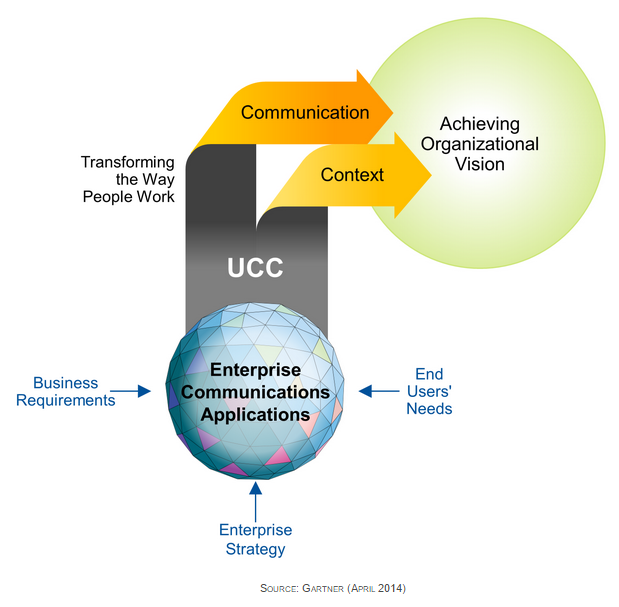 Communication
Achieving
Organizational
Vision
Transforming
the Way
People Work
Context
UCC
Enterprise
Communications
Applications
Business
Requirements
End
Users'
Needs
Enterprise
Strategy
Source: Gartner (April 2014)